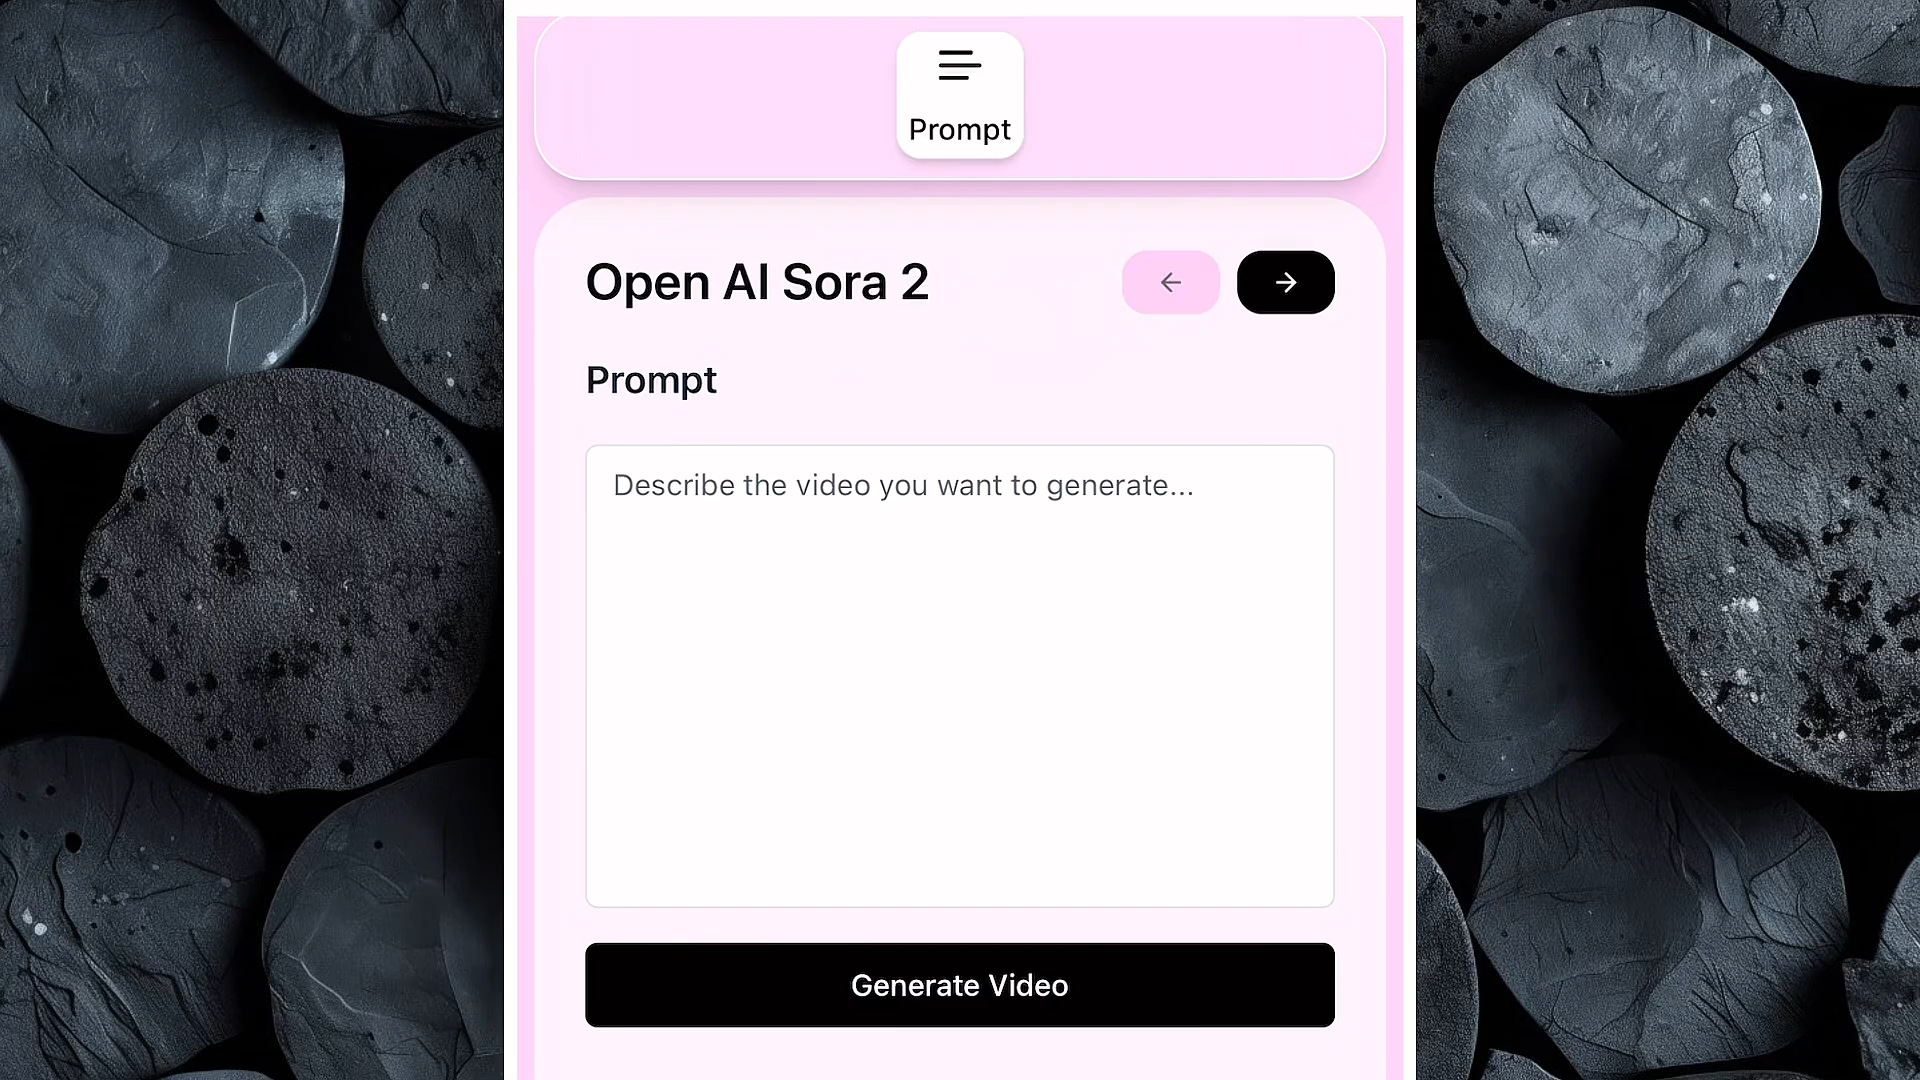 Prompt
Open AI Sora 2
Prompt
Describe the video you want to generate...
Generate Video